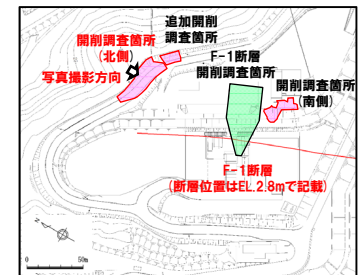 追加開削
調査箇所
開削調査箇所
(北側)
写真撮影方向
F-1断層
開削調査箇所
開削調査箇所
(南側)
F-1断層
(断層位置はEL.2.8mで記載)
N
0
50m